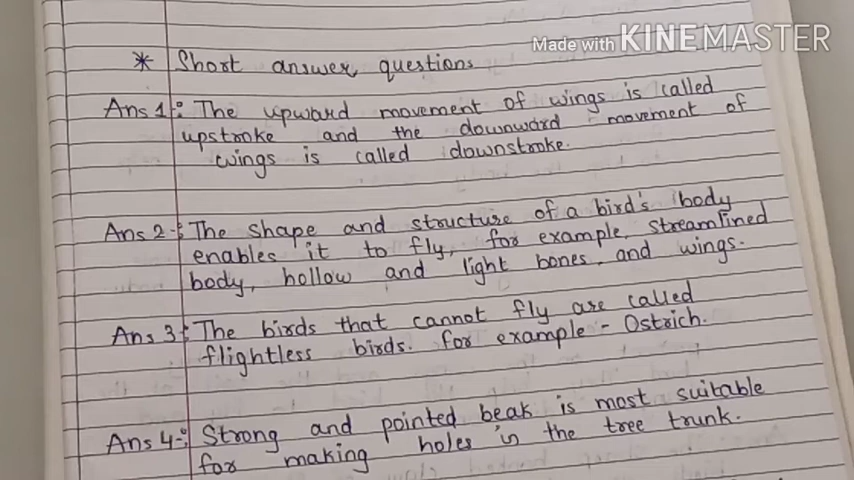 Made with KINEMASTER
* Short answer questions
Ans 1:- The upward movement of wings is called
upstroke and the downward movement of
wings is called downstroke.
Ans 2-: The shape and structure of a bird's body
enables it to fly, for example, streamlined
body, hollow and light bones, and wings.
Ans 3-: The birds that cannot fly are called
flightless birds. for example - Ostrich.
Ans 4-: Strong and pointed beak is most suitable
for making holes in the tree trunk.